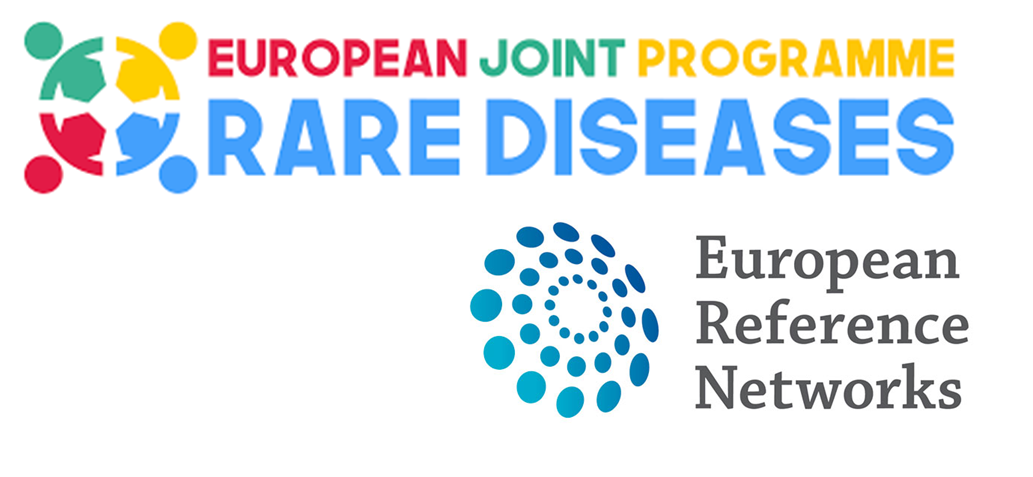 EUROPEAN JOINT PROGRAMME
RARE DISEASES
European
Reference
Networks